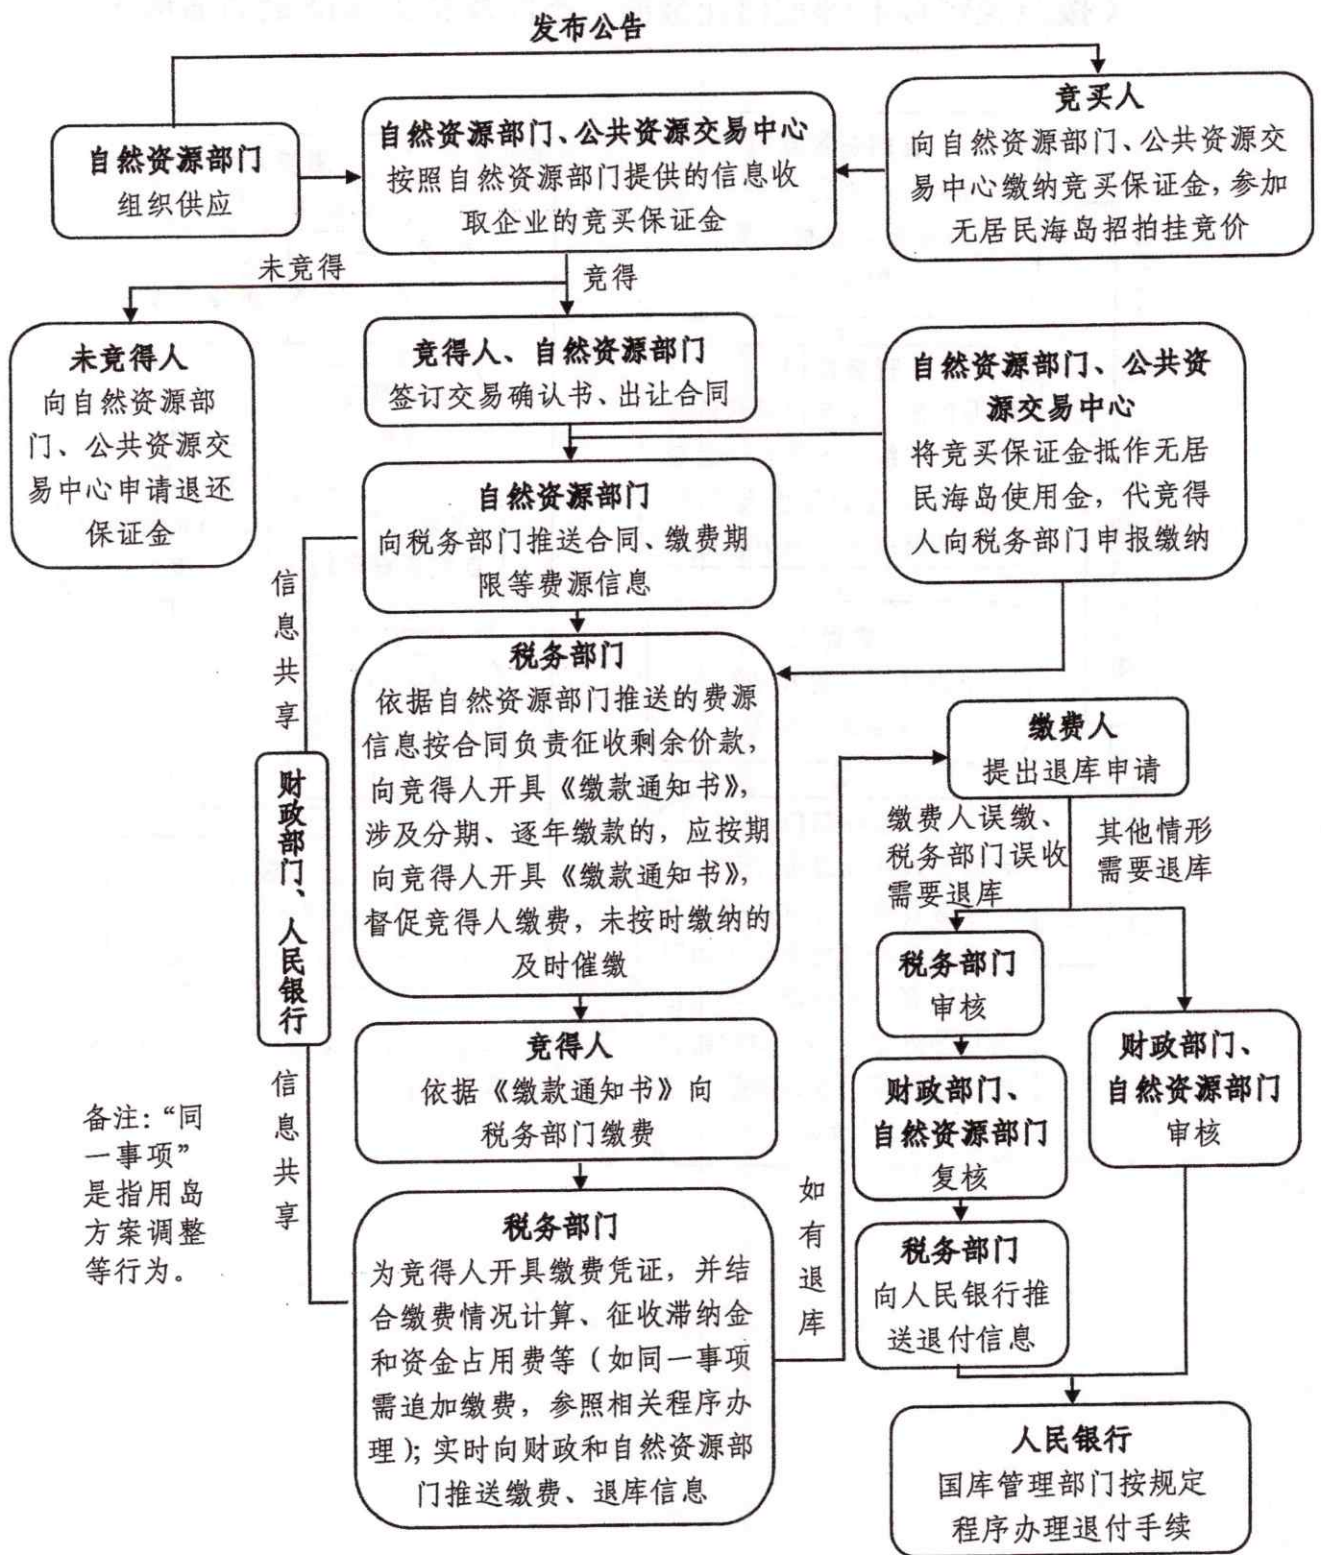 发布公告
自然资源部门
组织供应
自然资源部门、公共资源交易中心
按照自然资源部门提供的信息收
取企业的竞买保证金
竞买人
向自然资源部门、公共资源交
易中心缴纳竞买保证金，参加
无居民海岛招拍挂竞价
未竞得
竞得
未竞得人
向自然资源部
门、公共资源交
易中心申请退还
保证金
竞得人、自然资源部门
签订交易确认书、出让合同
自然资源部门、公共资
源交易中心
将竞买保证金抵作无居
民海岛使用金，代竞得
人向税务部门申报缴纳
自然资源部门
向税务部门推送合同、缴费期
限等费源信息
信息共享
税务部门
依据自然资源部门推送的费源
信息按合同负责征收剩余价款，
向竞得人开具《缴款通知书》，
涉及分期、逐年缴款的，应按期
向竞得人开具《缴款通知书》，
督促竞得人缴费，未按时缴纳的
及时催缴
财政部门、人民银行
信息共享
竞得人
依据《缴款通知书》向
税务部门缴费
税务部门
为竞得人开具缴费凭证，并结
合缴费情况计算、征收滞纳金
和资金占用费等（如同一事项
需追加缴费，参照相关程序办
理）；实时向财政和自然资源部
门推送缴费、退库信息
如有退库
缴费人
提出退库申请
缴费人误缴、
税务部门误收
需要退库
其他情形
需要退库
税务部门
审核
财政部门、
自然资源部门
复核
税务部门
向人民银行推
送退付信息
财政部门、
自然资源部门
审核
人民银行
国库管理部门按规定
程序办理退付手续
备注：“同
一事项”
是指用岛
方案调整
等行为。